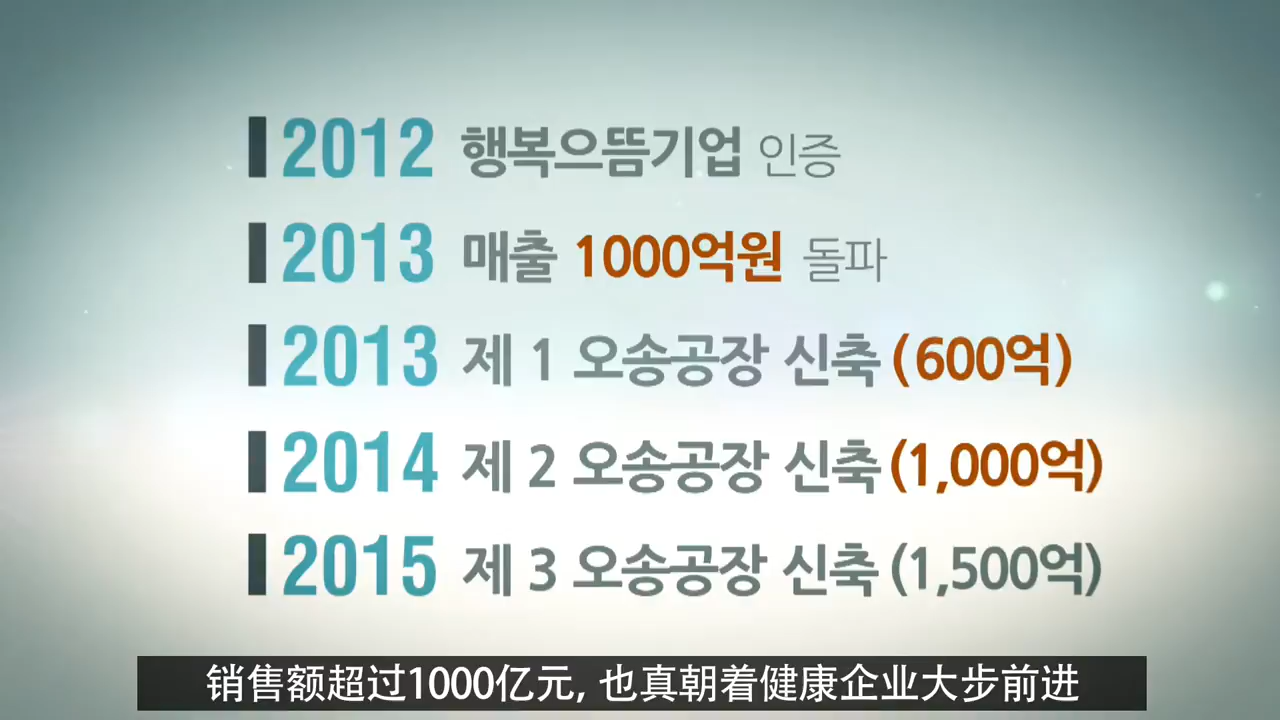 2012 행복으뜸기업 인증
2013 매출 1000억원 돌파
2013 제 1 오송공장 신축 (600억)
2014 제 2 오송공장 신축 (1,000억)
2015 제 3 오송공장 신축 (1,500억)
销售额超过1000亿元, 也真朝着健康企业大步前进